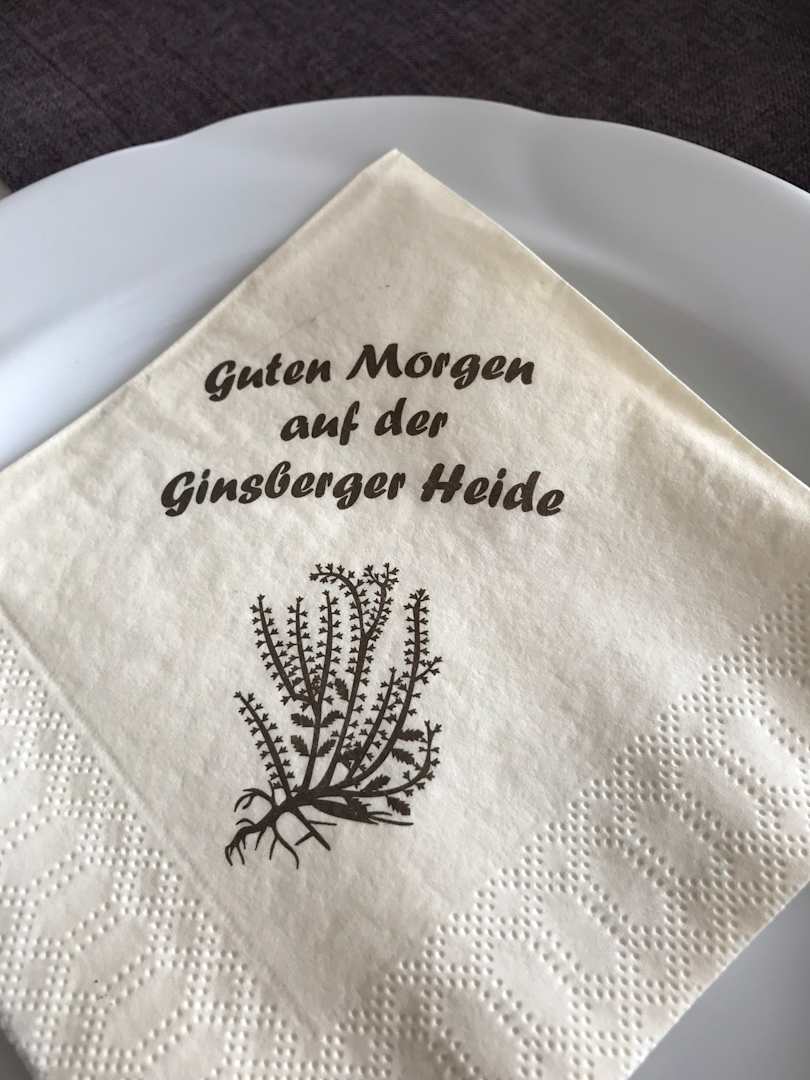 Guten Morgen
auf der
Ginsberger Heide